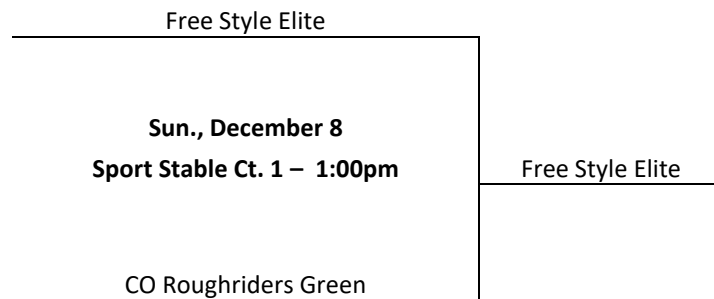 Free Style Elite
Sun., December 8
Sport Stable Ct. 1 – 1:00pm
Free Style Elite
CO Roughriders Green